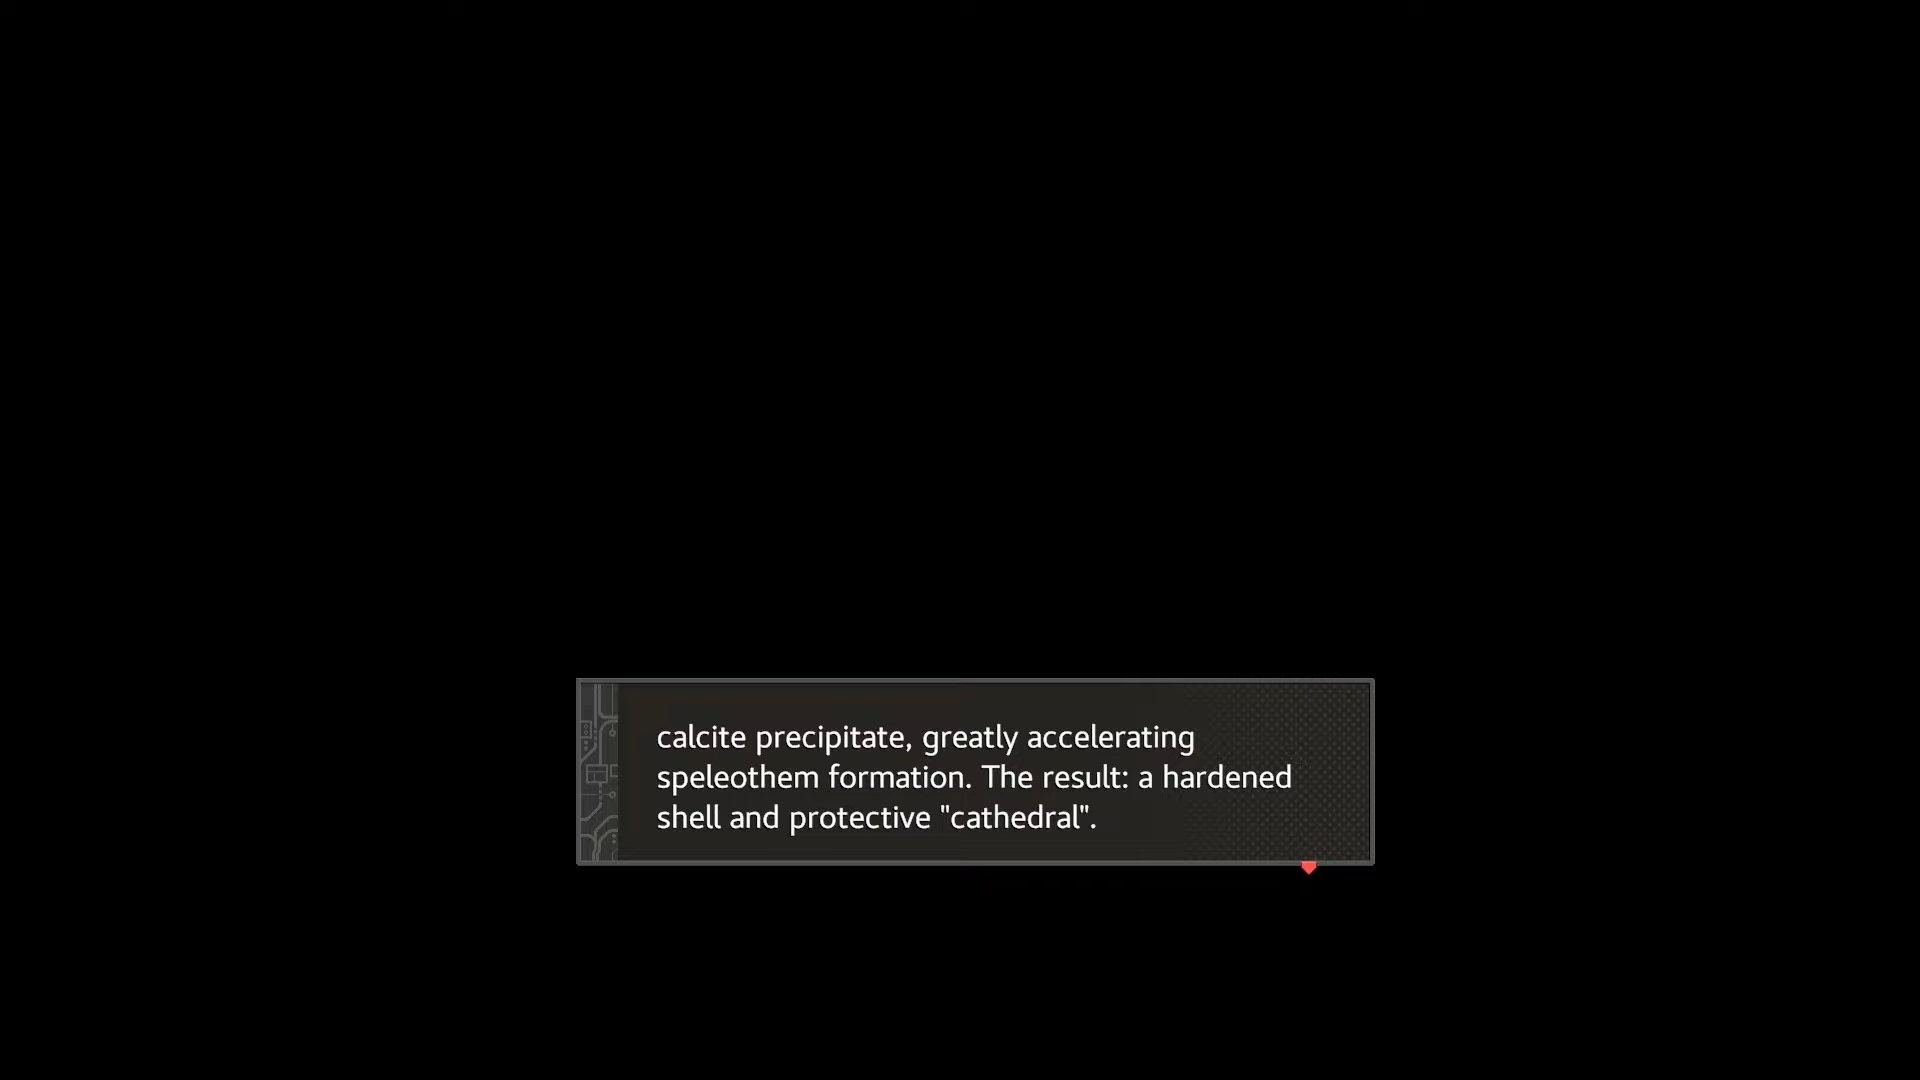 calcite precipitate, greatly accelerating
speleothem formation. The result: a hardened
shell and protective "cathedral".